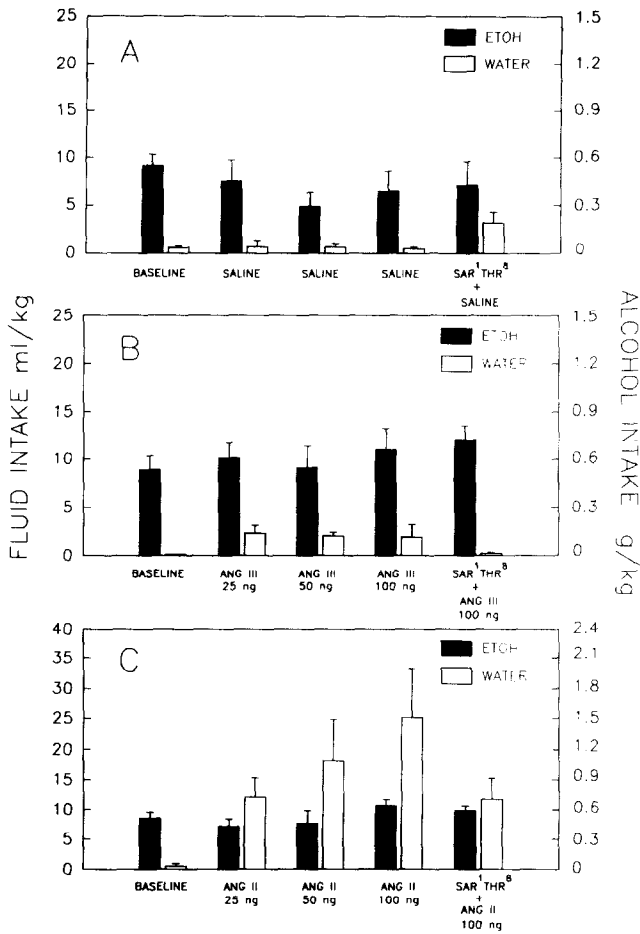 FLUID INTAKE ml/kg
ALCOHOL INTAKE g/kg
A
ETOH
WATER
25
20
15
10
5
0
1.5
1.2
0.9
0.6
0.3
0
BASELINE
SALINE
SALINE
SALINE
SAR¹THR⁸
+
SALINE
B
ETOH
WATER
25
20
15
10
5
0
1.5
1.2
0.9
0.6
0.3
0
BASELINE
ANG III
25 ng
ANG III
50 ng
ANG III
100 ng
SAR¹THR⁸
+
ANG III
100 ng
C
ETOH
WATER
40
35
30
25
20
15
10
5
0
2.4
2.1
1.8
1.5
1.2
0.9
0.6
0.3
0
BASELINE
ANG II
25 ng
ANG II
50 ng
ANG II
100 ng
SAR¹THR⁸
+
ANG II
100 ng